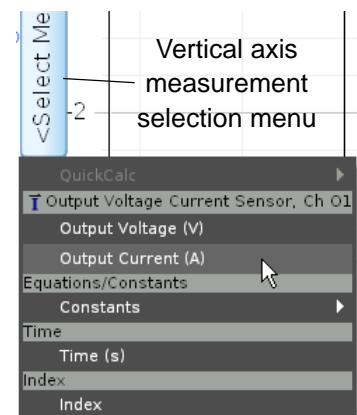 <Select Me
Vertical axis
measurement
selection menu
-2
QuickCalc
Output Voltage Current Sensor, Ch O1
Output Voltage (V)
Output Current (A)
Equations/Constants
Constants
Time
Time (s)
Index
Index